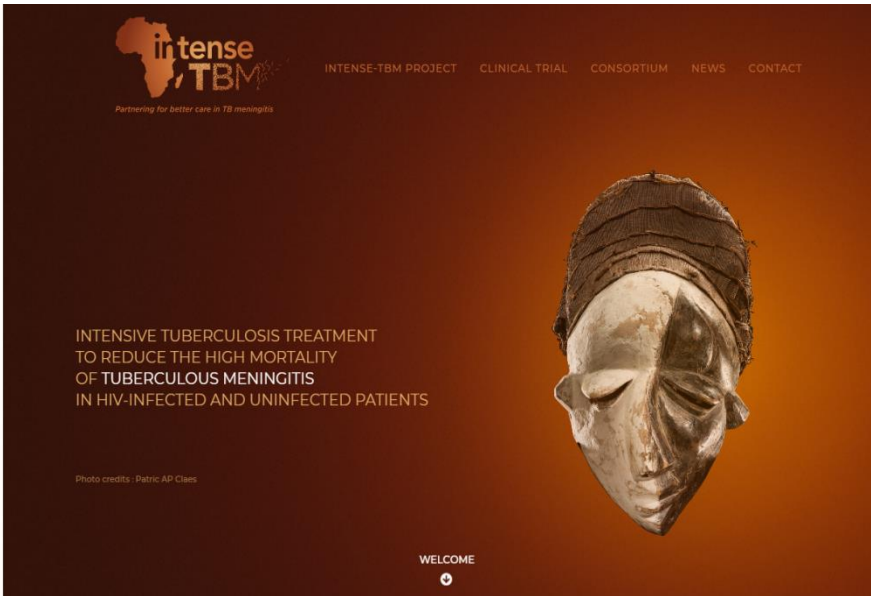 intense
TBM
Partnering for better care in TB meningitis
INTENSE-TBM PROJECT CLINICAL TRIAL CONSORTIUM NEWS CONTACT
INTENSIVE TUBERCULOSIS TREATMENT
TO REDUCE THE HIGH MORTALITY
OF TUBERCULOUS MENINGITIS
IN HIV-INFECTED AND UNINFECTED PATIENTS
Photo credits : Patric AP Claes
WELCOME